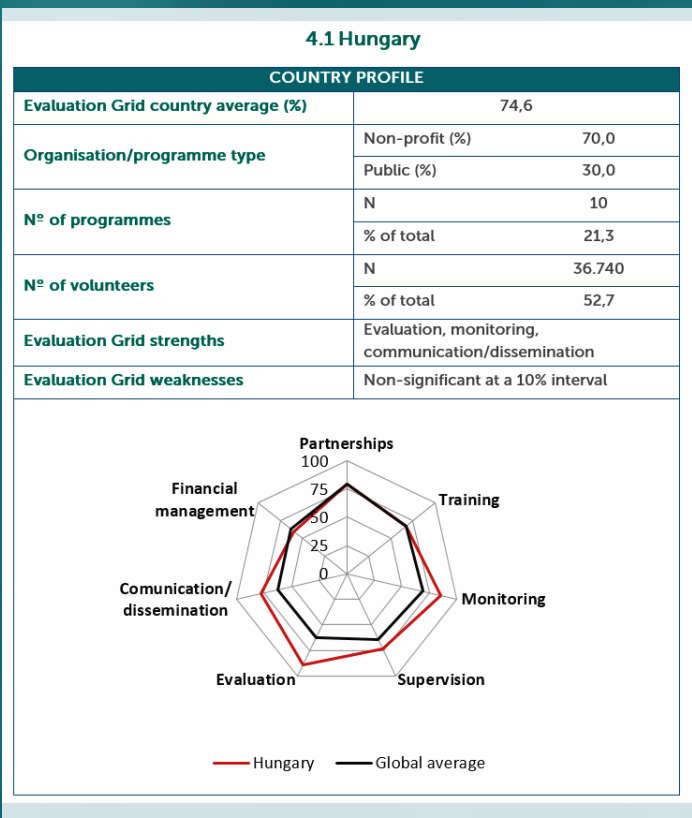 4.1 Hungary
COUNTRY PROFILE
Evaluation Grid country average (%) 74,6
Organisation/programme type
Non-profit (%) 70,0
Public (%) 30,0
Nº of programmes
N 10
% of total 21,3
Nº of volunteers
N 36.740
% of total 52,7
Evaluation Grid strengths
Evaluation, monitoring,
communication/dissemination
Evaluation Grid weaknesses Non-significant at a 10% interval
Partnerships
100
75
50
25
0
Training
Monitoring
Supervision
Evaluation
Comunication/
dissemination
Financial
management
Hungary Global average